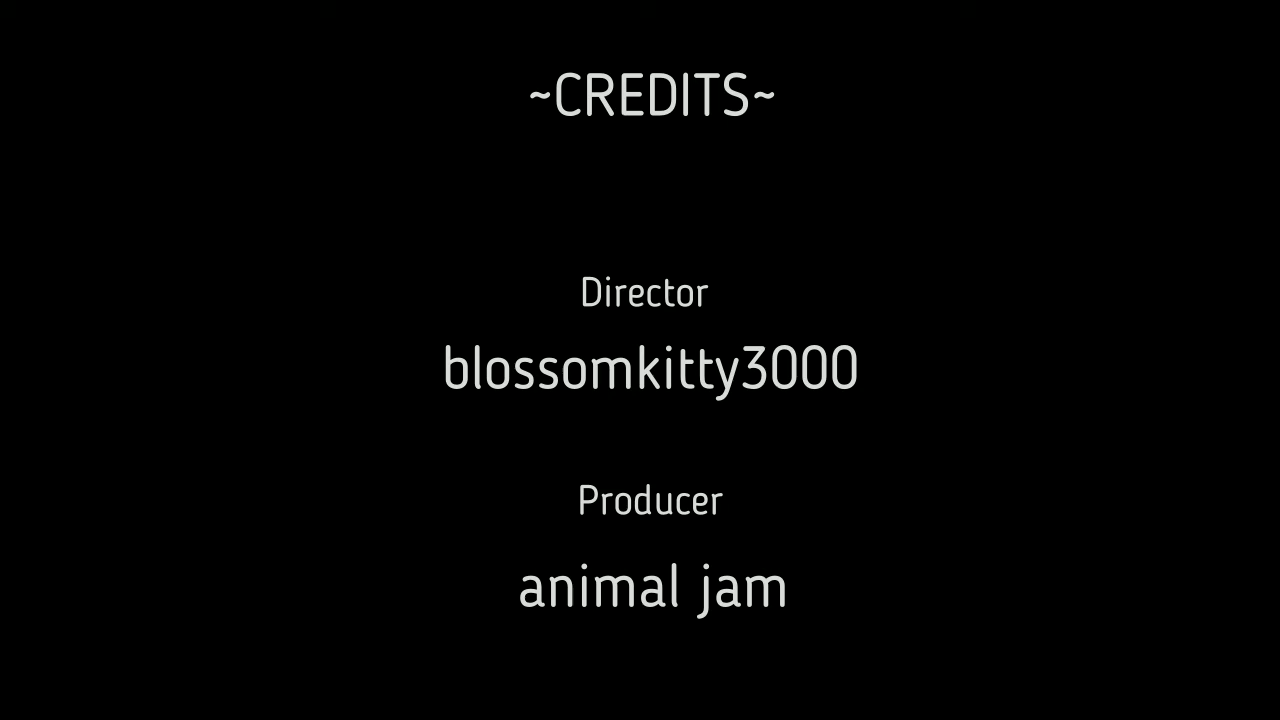 ~CREDITS~
Director
blossomkitty3000
Producer
animal jam